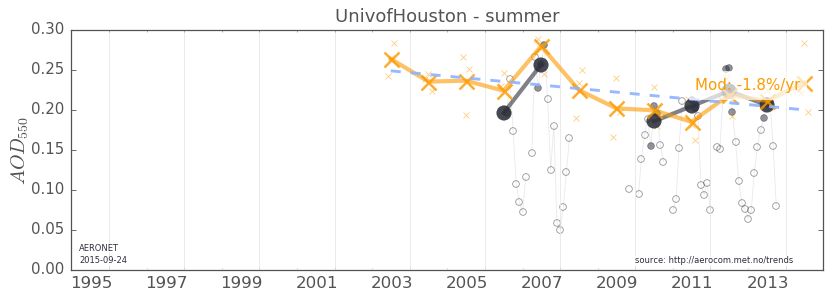 UnivofHouston - summer
0.30
0.25
0.20
0.15
0.10
0.05
0.00
AOD550
Mod: -1.8%/yr
AERONET
2015-09-24
source: http://aerocom.met.no/trends
1995 1997 1999 2001 2003 2005 2007 2009 2011 2013